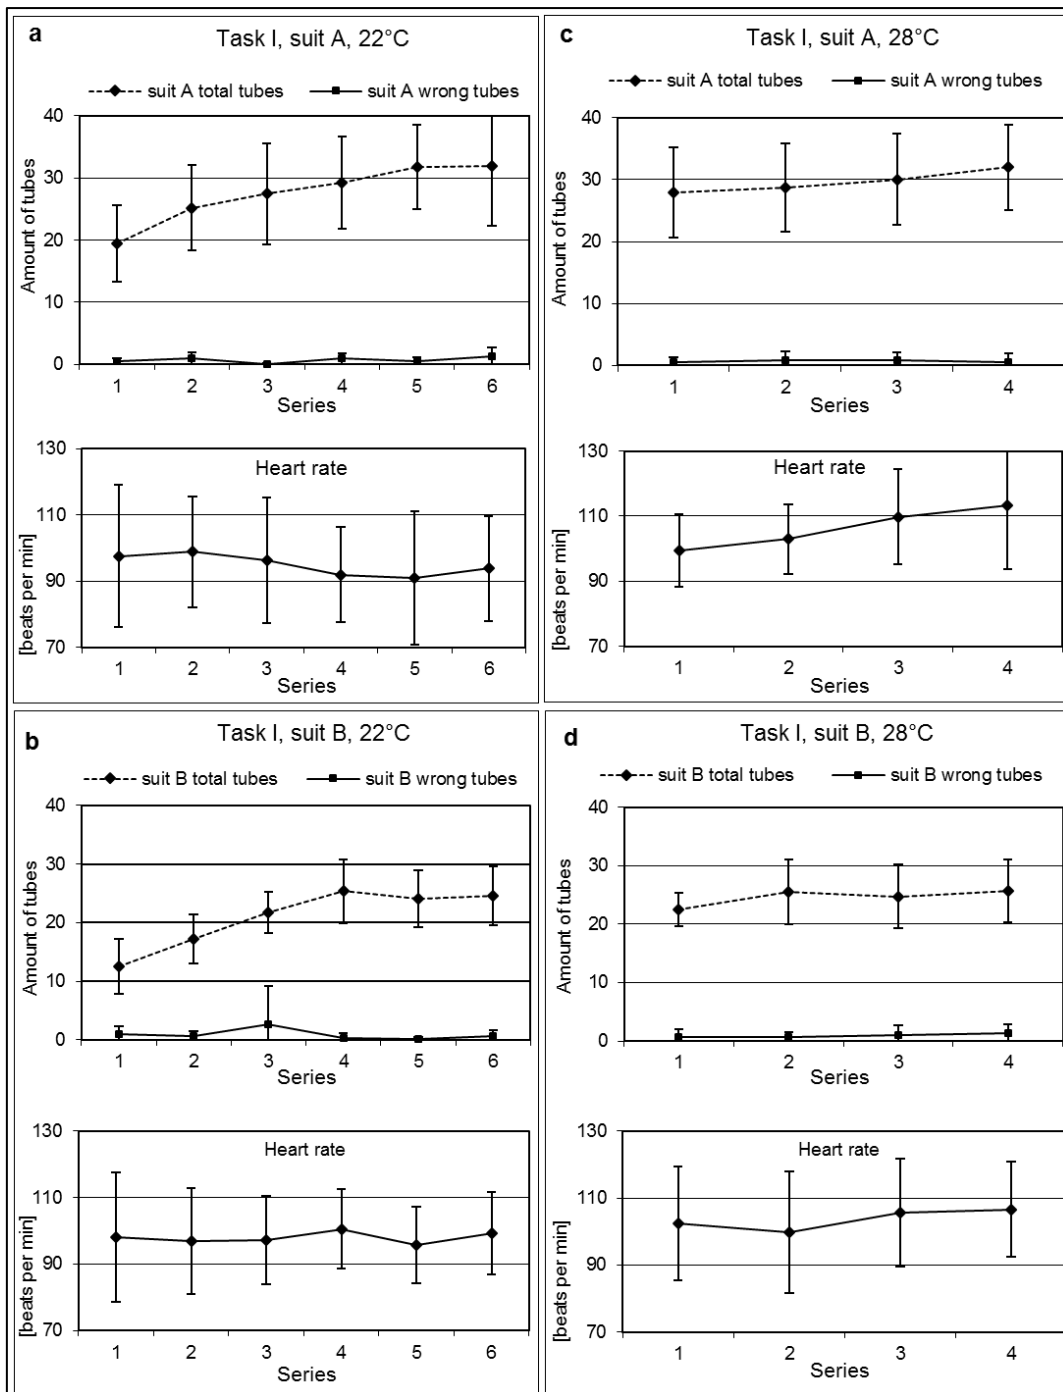 a
Task I, suit A, 22°C
suit A total tubes
suit A wrong tubes
Amount of tubes
40
30
20
10
0
1 2 3 4 5 6
Series
Heart rate
[beats per min]
130
110
90
70
1 2 3 4 5 6
Series
c
Task I, suit A, 28°C
suit A total tubes
suit A wrong tubes
Amount of tubes
40
30
20
10
0
1 2 3 4
Series
Heart rate
[beats per min]
130
110
90
70
1 2 3 4
Series
b
Task I, suit B, 22°C
suit B total tubes
suit B wrong tubes
Amount of tubes
40
30
20
10
0
1 2 3 4 5 6
Series
Heart rate
[beats per min]
130
110
90
70
1 2 3 4 5 6
Series
d
Task I, suit B, 28°C
suit B total tubes
suit B wrong tubes
Amount of tubes
40
30
20
10
0
1 2 3 4
Series
Heart rate
[beats per min]
130
110
90
70
1 2 3 4
Series